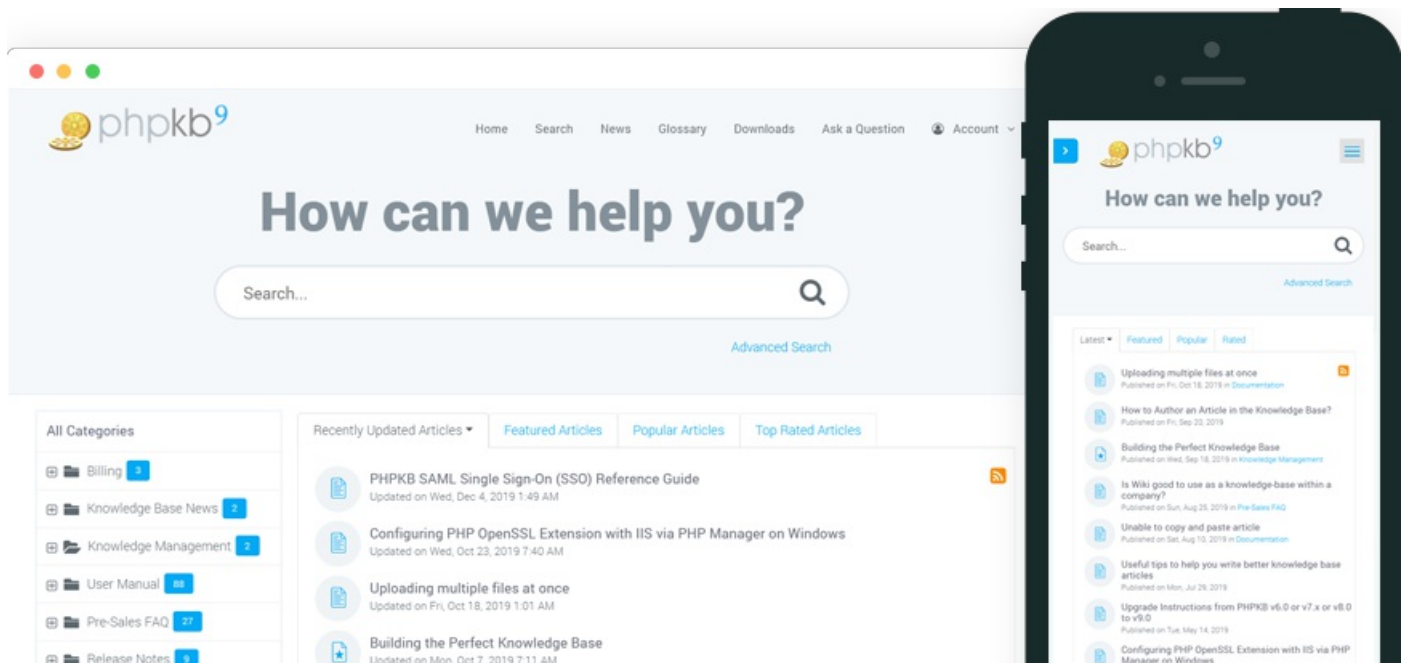 phpkb9
Home Search News Glossary Downloads Ask a Question Account
How can we help you?
Search...
Advanced Search
All Categories
Billing 3
Knowledge Base News 2
Knowledge Management 2
User Manual 88
Pre-Sales FAQ 27
Release Notes 9
Recently Updated Articles Featured Articles Popular Articles Top Rated Articles
PHPKB SAML Single Sign-On (SSO) Reference Guide
Updated on Wed, Dec 4, 2019 1:49 AM
Configuring PHP OpenSSL Extension with IIS via PHP Manager on Windows
Updated on Wed, Oct 23, 2019 7:40 AM
Uploading multiple files at once
Updated on Fri, Oct 18, 2019 1:01 AM
Building the Perfect Knowledge Base
Updated on Mon, Oct 7, 2019 7:11 AM
phpkb9
How can we help you?
Search...
Advanced Search
Latest Featured Popular Rated
Uploading multiple files at once
Published on Fri, Oct 18, 2019 in Documentation
How to Author an Article in the Knowledge Base?
Published on Fri, Sep 20, 2019
Building the Perfect Knowledge Base
Published on Wed, Sep 18, 2019 in Knowledge Management
Is Wiki good to use as a knowledge-base within a
company?
Published on Sun, Aug 25, 2019 in Pre-Sales FAQ
Unable to copy and paste article
Published on Sat, Aug 10, 2019 in Documentation
Useful tips to help you write better knowledge base
articles
Published on Mon, Jul 29, 2019
Upgrade Instructions from PHPKB v6.0 or v7.x or v8.0
to v9.0
Published on Tue, May 14, 2019
Configuring PHP OpenSSL Extension with IIS via PHP
Manager on Windows